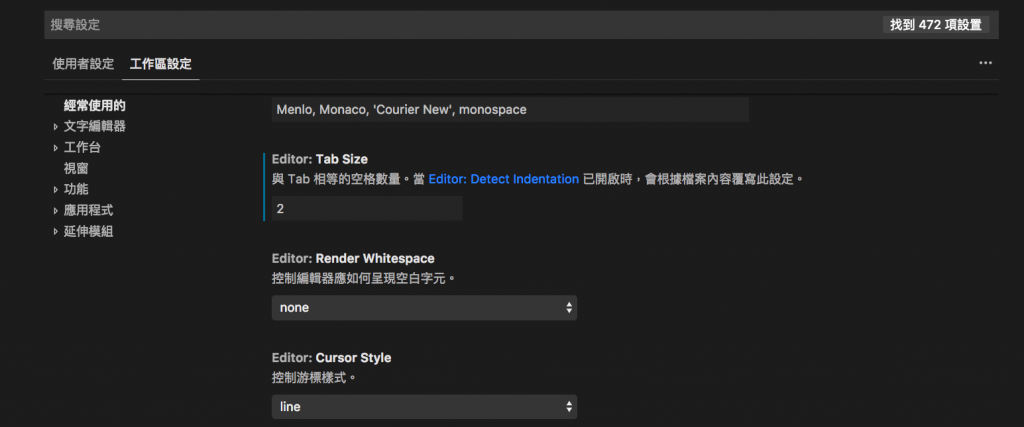 搜尋設定
找到 472 項設置
使用者設定
工作區設定
經常使用的
文字編輯器
工作台
視窗
功能
應用程式
延伸模組
Menlo, Monaco, 'Courier New', monospace
Editor: Tab Size
與 Tab 相等的空格數量。當 Editor: Detect Indentation 已開啟時，會根據檔案內容覆寫此設定。
2
Editor: Render Whitespace
控制編輯器應如何呈現空白字元。
none
Editor: Cursor Style
控制游標樣式。
line